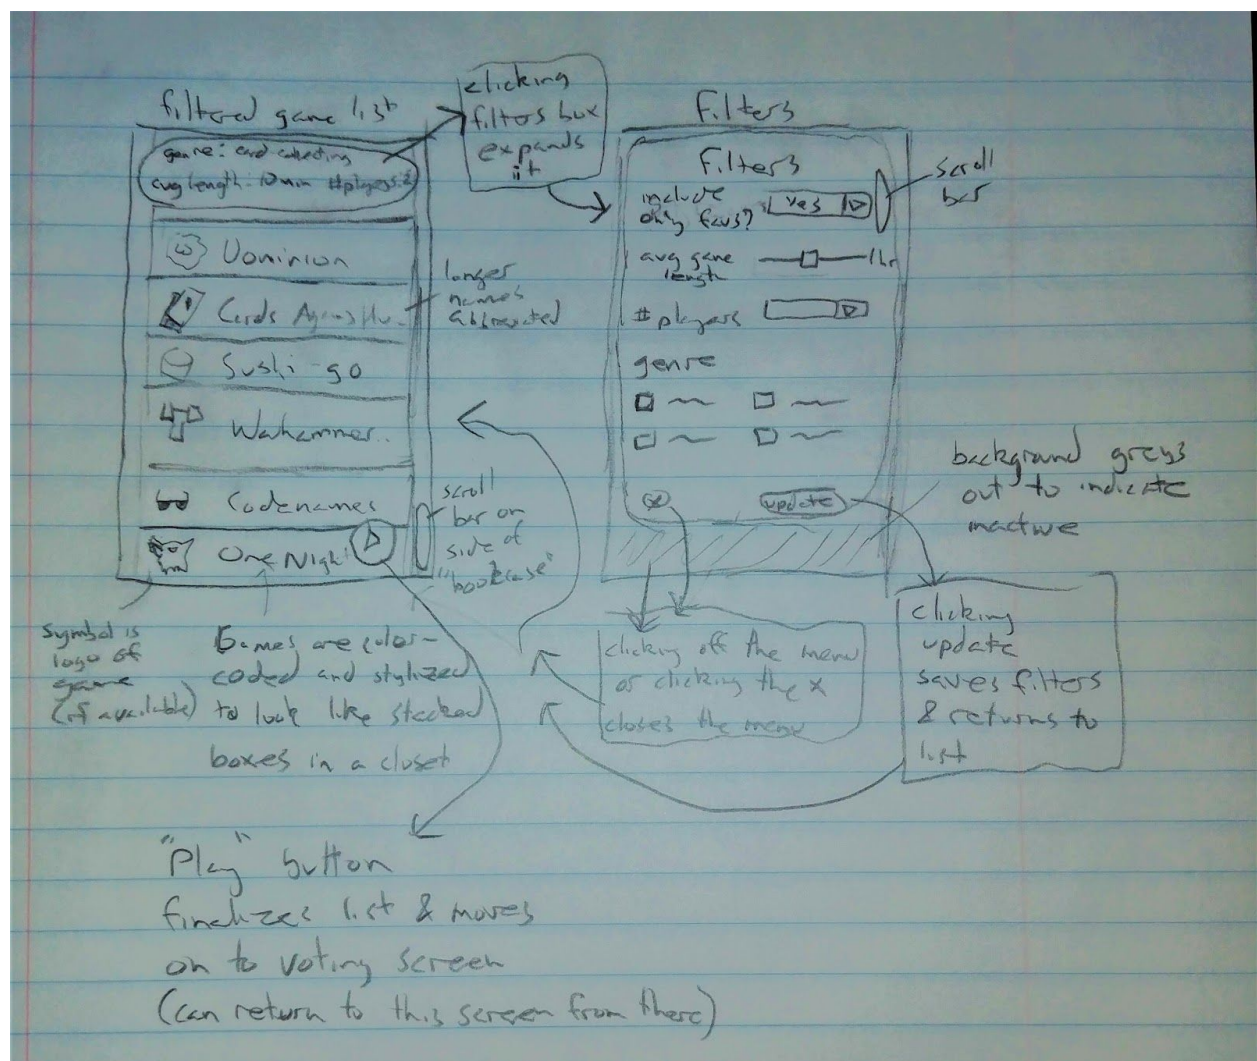 filtered game list
genre: card collecting
avg length: 10 min #players: 2
Dominion
Cards Against Hu...
Sushi go
Wahammer..
Codenames
One Night
clicking
filters box
expands
it
longer
names
abbreviated
scroll
bar on
side of
"bookcase"
Symbol is
logo of
game
(if available)
Games are color-
coded and stylized
to look like stacked
boxes in a closet
"Play" button
finalizes list & moves
on to voting screen
(can return to this screen from there)
Filters
Filters
include
only favs? Yes
avg game
length 1hr
#players
genre
x update
scroll
bar
background greys
out to indicate
inactive
clicking off the menu
or clicking the x
closes the menu
clicking
update
saves filters
& returns to
list